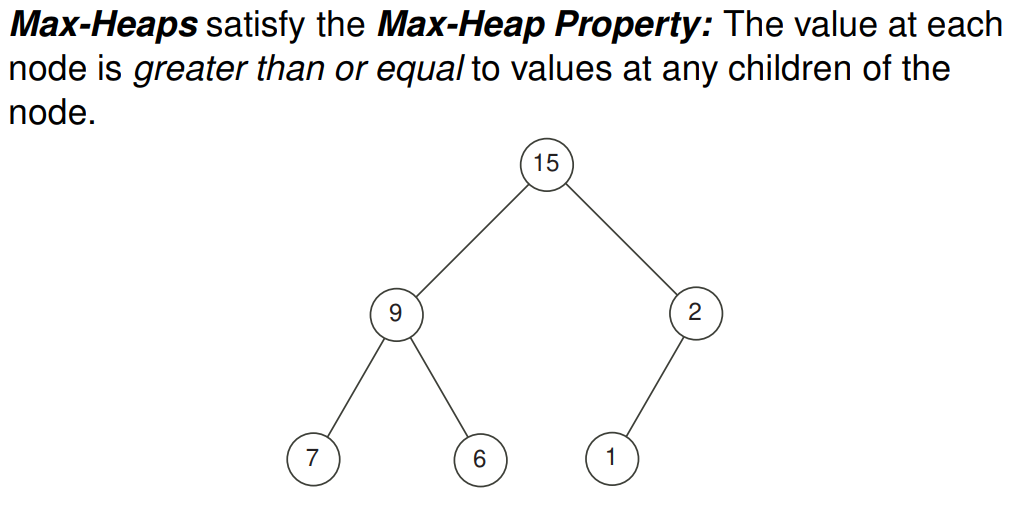 Max-Heaps satisfy the Max-Heap Property: The value at each
node is greater than or equal to values at any children of the
node.
15
9
2
7
6
1